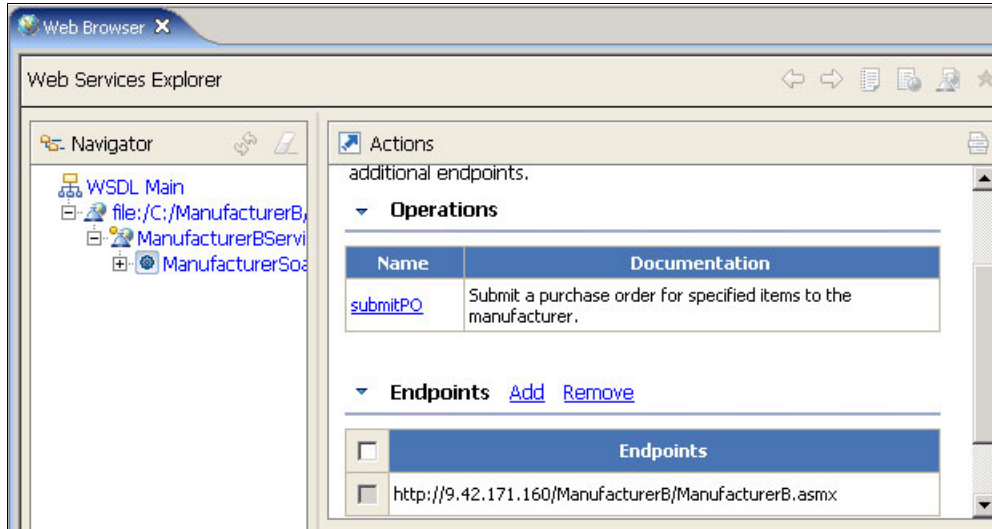 Web Browser
Web Services Explorer
Navigator
WSDL Main
file:/C:/ManufacturerB/
ManufacturerBServi
ManufacturerSoa
Actions
additional endpoints.
Operations
Name Documentation
submitPO Submit a purchase order for specified items to the
manufacturer.
Endpoints Add Remove
Endpoints
http://9.42.171.160/ManufacturerB/ManufacturerB.asmx